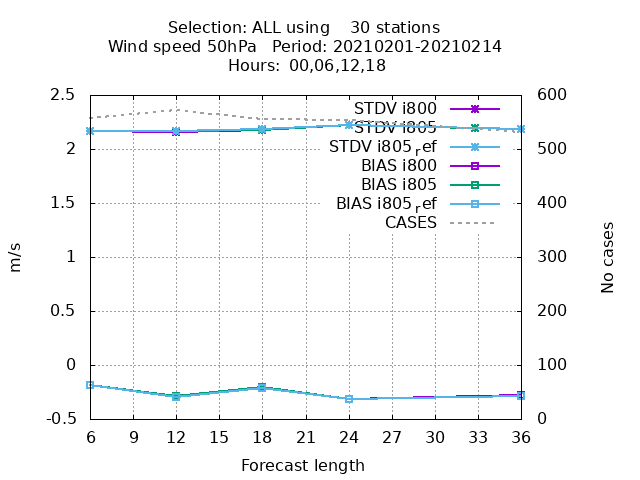 Selection: ALL using    30 stations
Wind speed 50hPa   Period: 20210201-20210214
Hours: 00,06,12,18
2.5
2
1.5
1
0.5
0
-0.5
m/s
600
500
400
300
200
100
0
No cases
STDV i800
STDV i805
STDV i805ref
BIAS i800
BIAS i805
BIAS i805ref
CASES
6 9 12 15 18 21 24 27 30 33 36
Forecast length